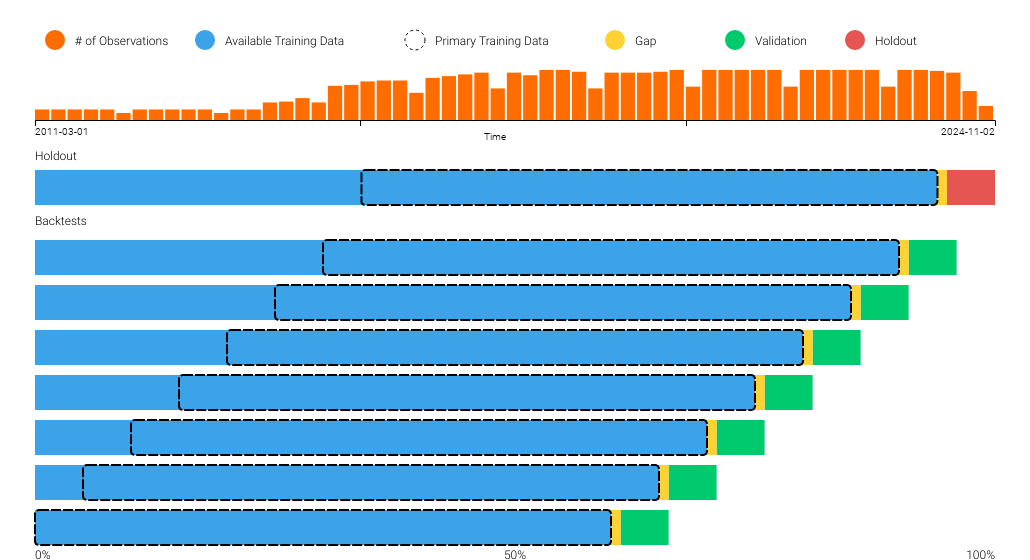 # of Observations Available Training Data Primary Training Data Gap Validation Holdout
2011-03-01 Time 2024-11-02
Holdout
Backtests
0% 50% 100%